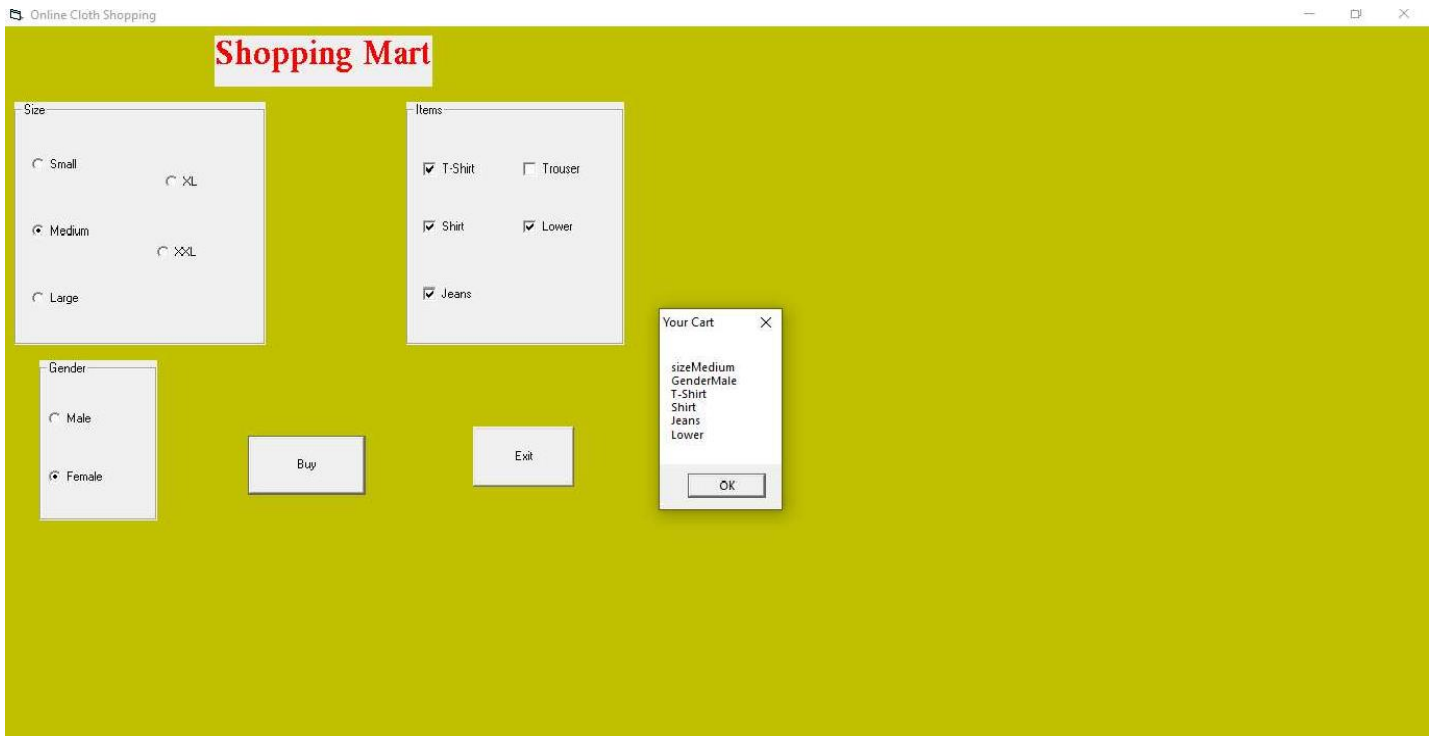 Online Cloth Shopping
Shopping Mart
Size
Small
XL
Medium
XXL
Large
Items
T-Shirt Trouser
Shirt Lower
Jeans
Gender
Male
Female
Buy
Exit
Your Cart
sizeMedium
GenderMale
T-Shirt
Shirt
Jeans
Lower
OK